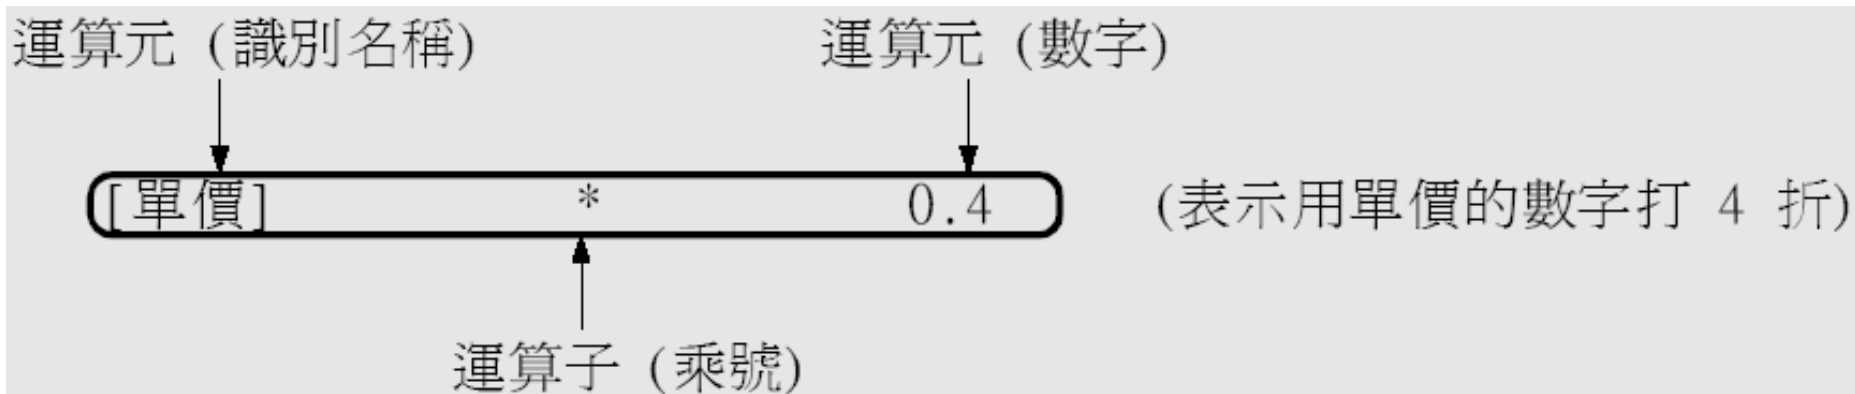 運算元 (識別名稱) 運算元 (數字)
[單價] * 0.4 (表示用單價的數字打 4 折)
運算子 (乘號)